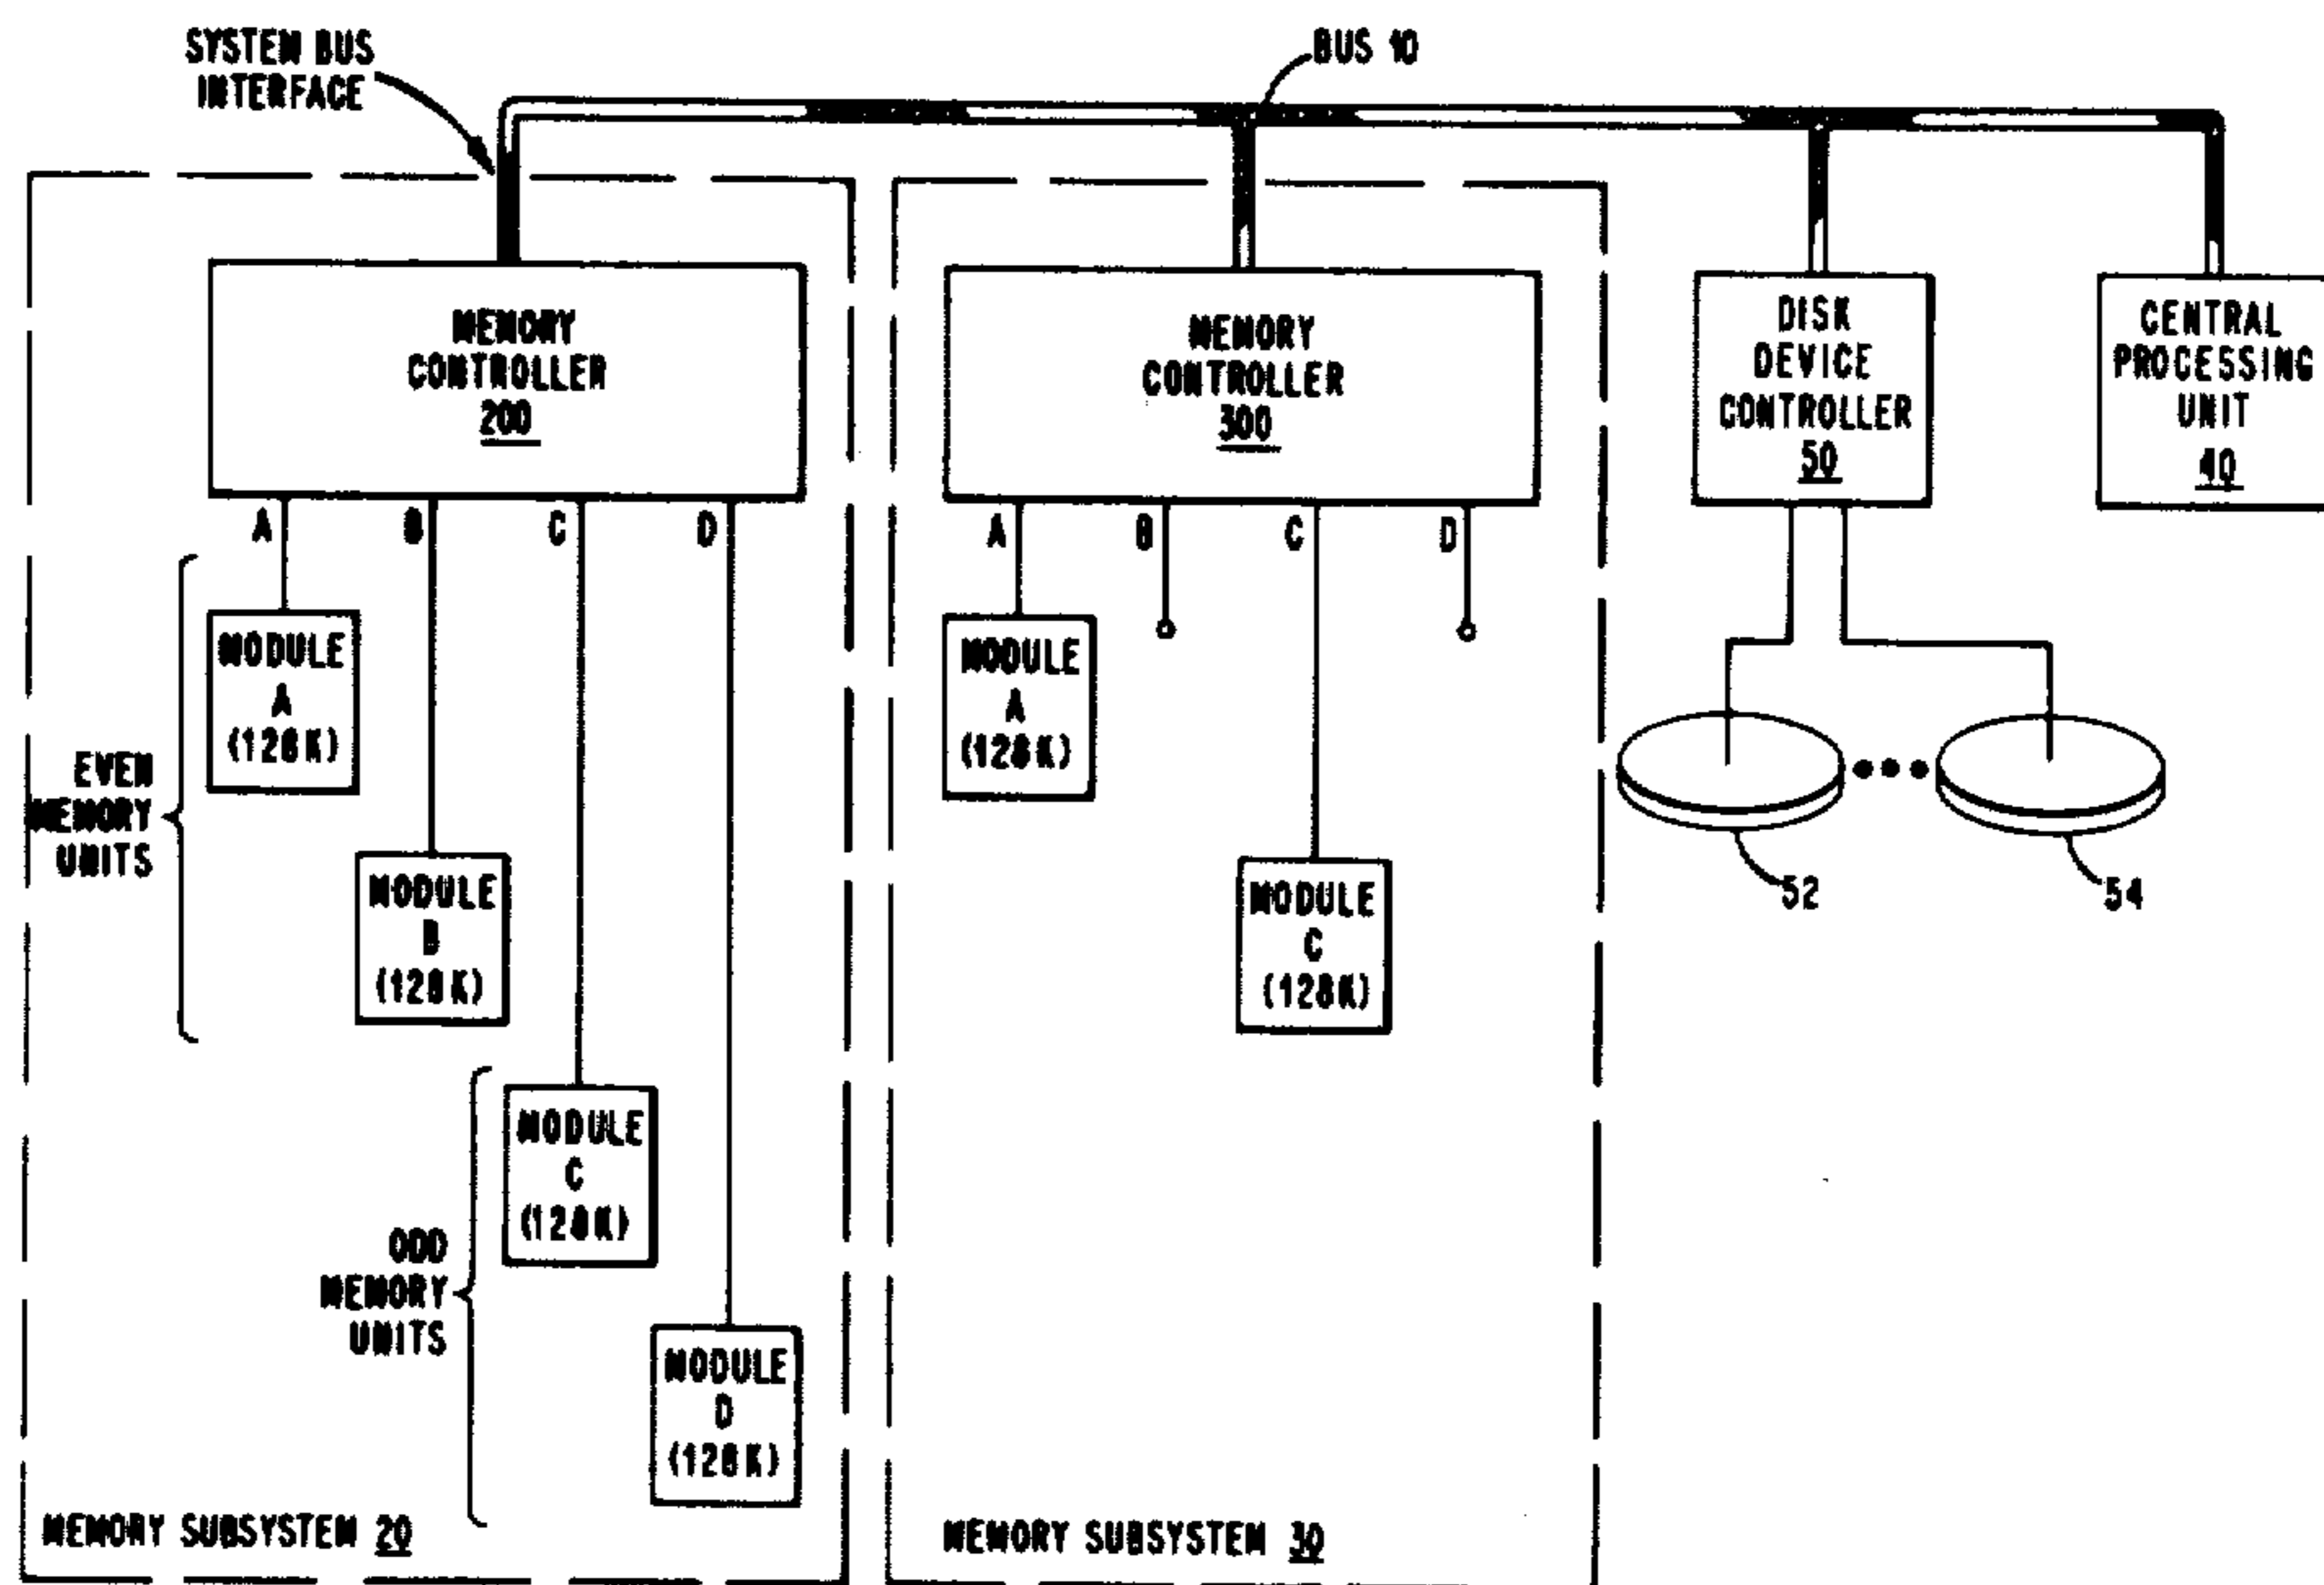 SYSTEM BUS
INTERFACE
BUS 10
MEMORY
CONTROLLER
200
MEMORY
CONTROLLER
300
DISK
DEVICE
CONTROLLER
50
CENTRAL
PROCESSING
UNIT
40
A
B
C
D
A
B
C
D
MODULE
A
(128K)
MODULE
A
(128K)
EVEN
MEMORY
UNITS
MODULE
B
(128K)
MODULE
C
(128K)
52
54
MODULE
C
(128K)
ODD
MEMORY
UNITS
MODULE
D
(128K)
MEMORY SUBSYSTEM 20
MEMORY SUBSYSTEM 30